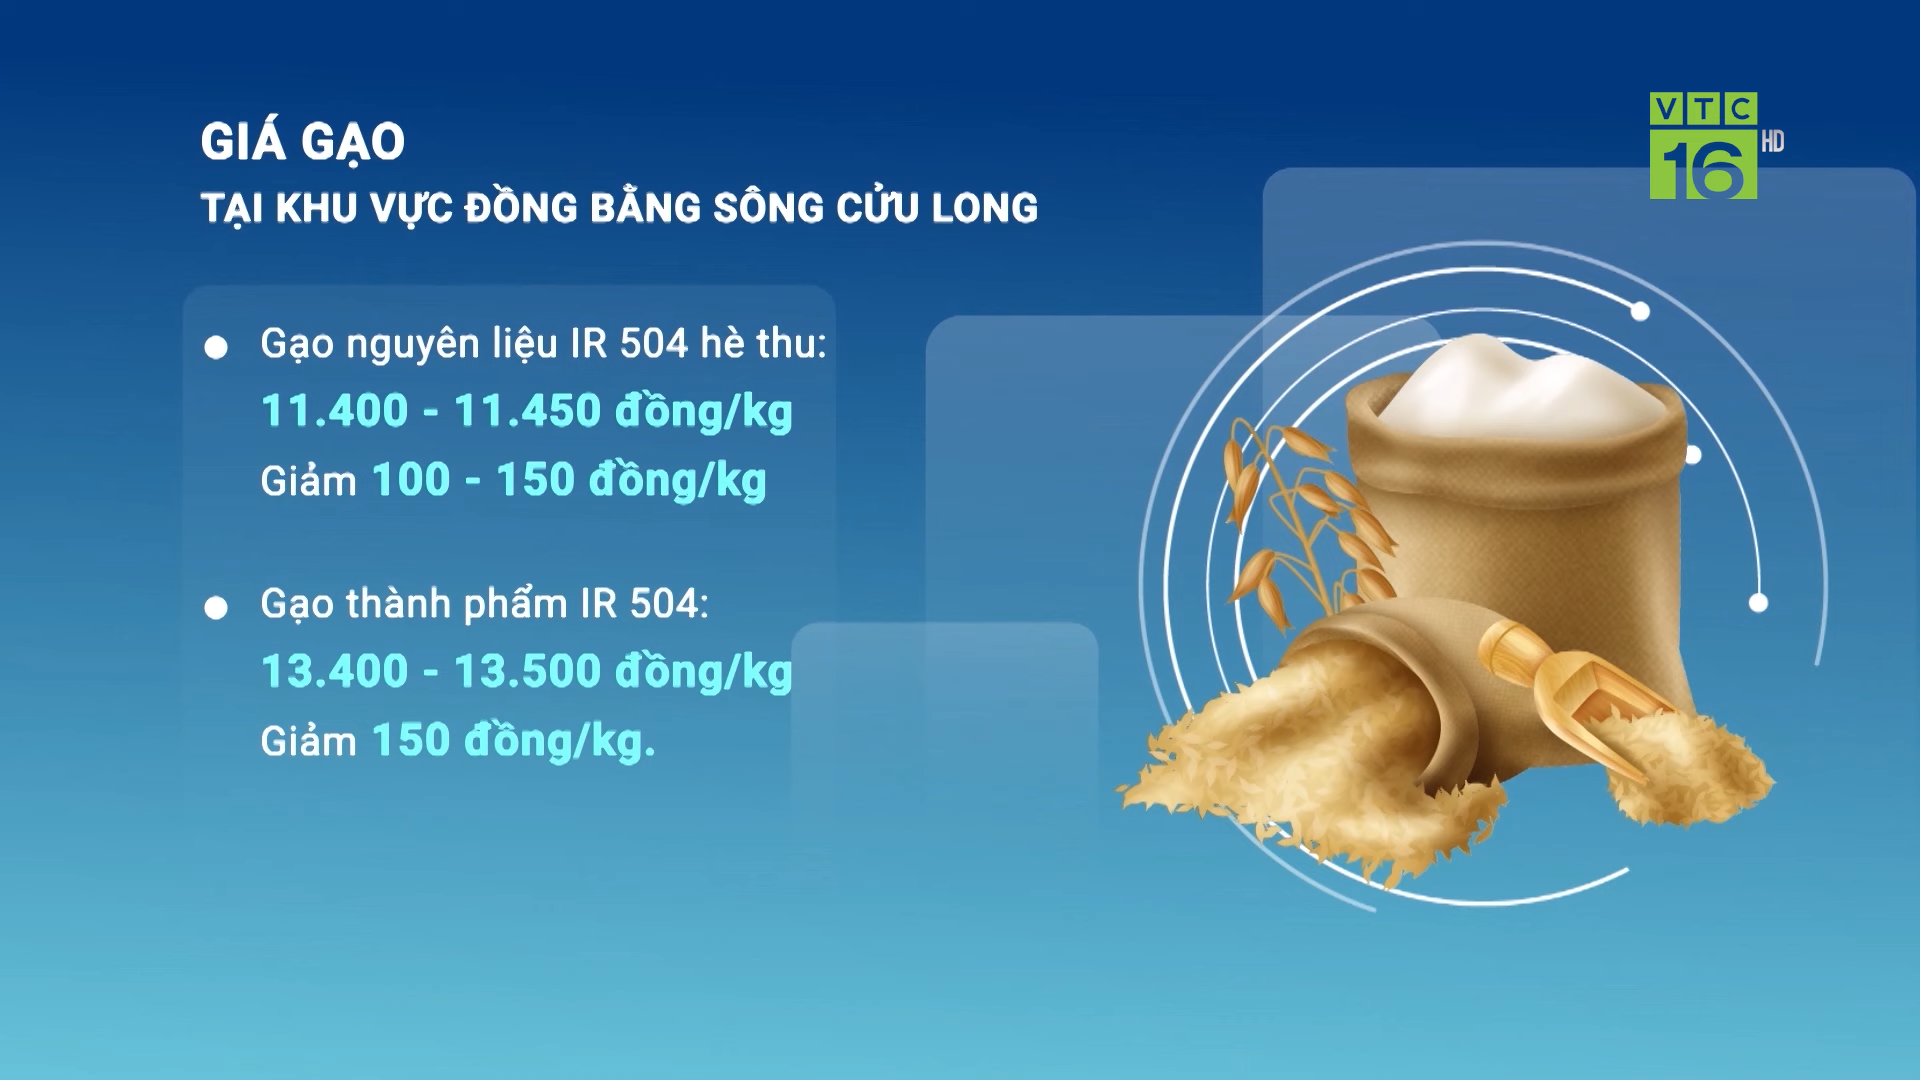 VTC
16 HD
GIÁ GẠO
TẠI KHU VỰC ĐỒNG BẰNG SÔNG CỬU LONG
Gạo nguyên liệu IR 504 hè thu:
11.400 - 11.450 đồng/kg
Giảm 100 - 150 đồng/kg
Gạo thành phẩm IR 504:
13.400 - 13.500 đồng/kg
Giảm 150 đồng/kg.